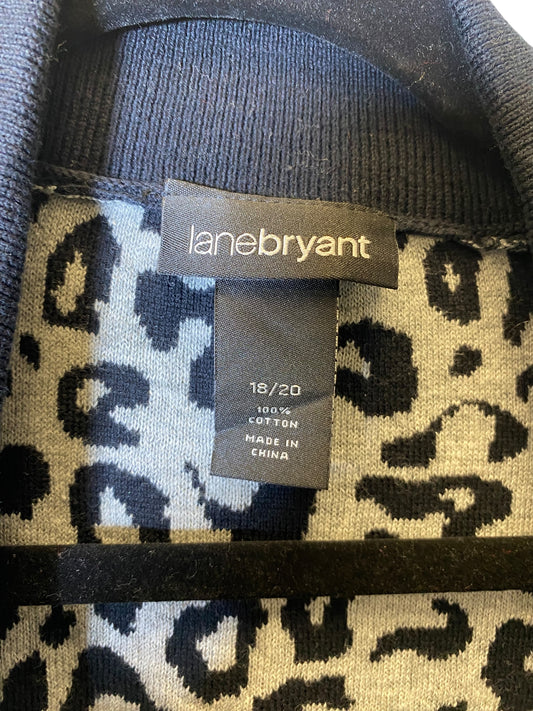 lanebryant
18/20
100%
COTTON
MADE IN
CHINA